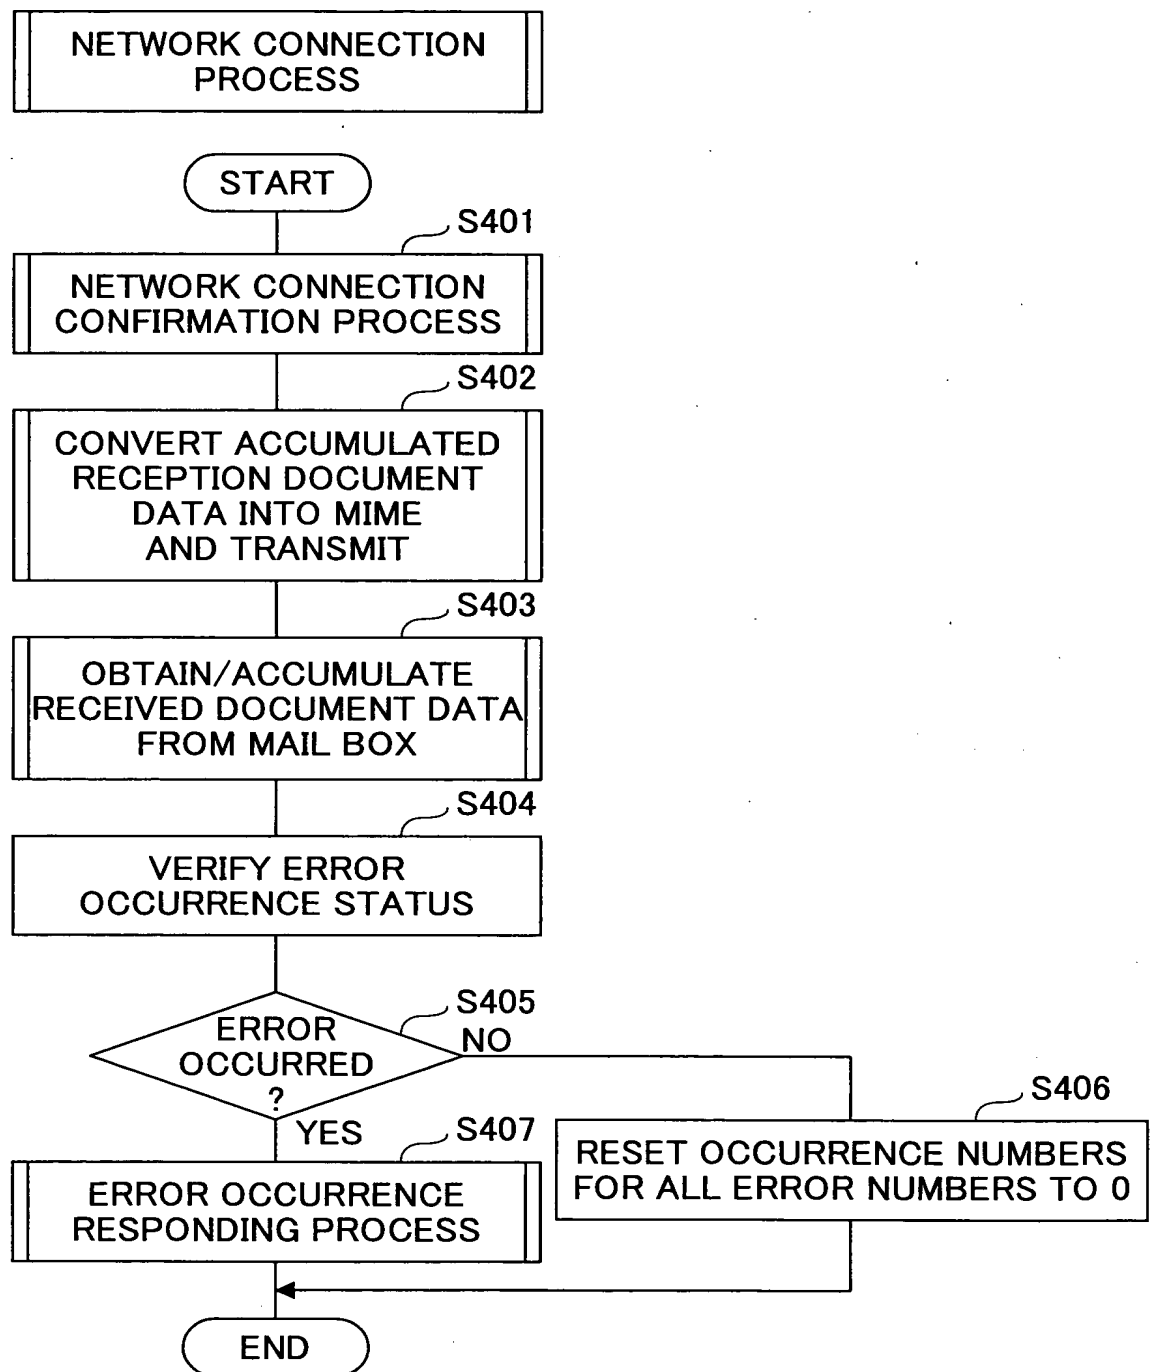 NETWORK CONNECTION
PROCESS
START
S401
NETWORK CONNECTION
CONFIRMATION PROCESS
S402
CONVERT ACCUMULATED
RECEPTION DOCUMENT
DATA INTO MIME
AND TRANSMIT
S403
OBTAIN/ACCUMULATE
RECEIVED DOCUMENT DATA
FROM MAIL BOX
S404
VERIFY ERROR
OCCURRENCE STATUS
S405
ERROR
OCCURRED
?
NO
YES
S406
RESET OCCURRENCE NUMBERS
FOR ALL ERROR NUMBERS TO 0
S407
ERROR OCCURRENCE
RESPONDING PROCESS
END